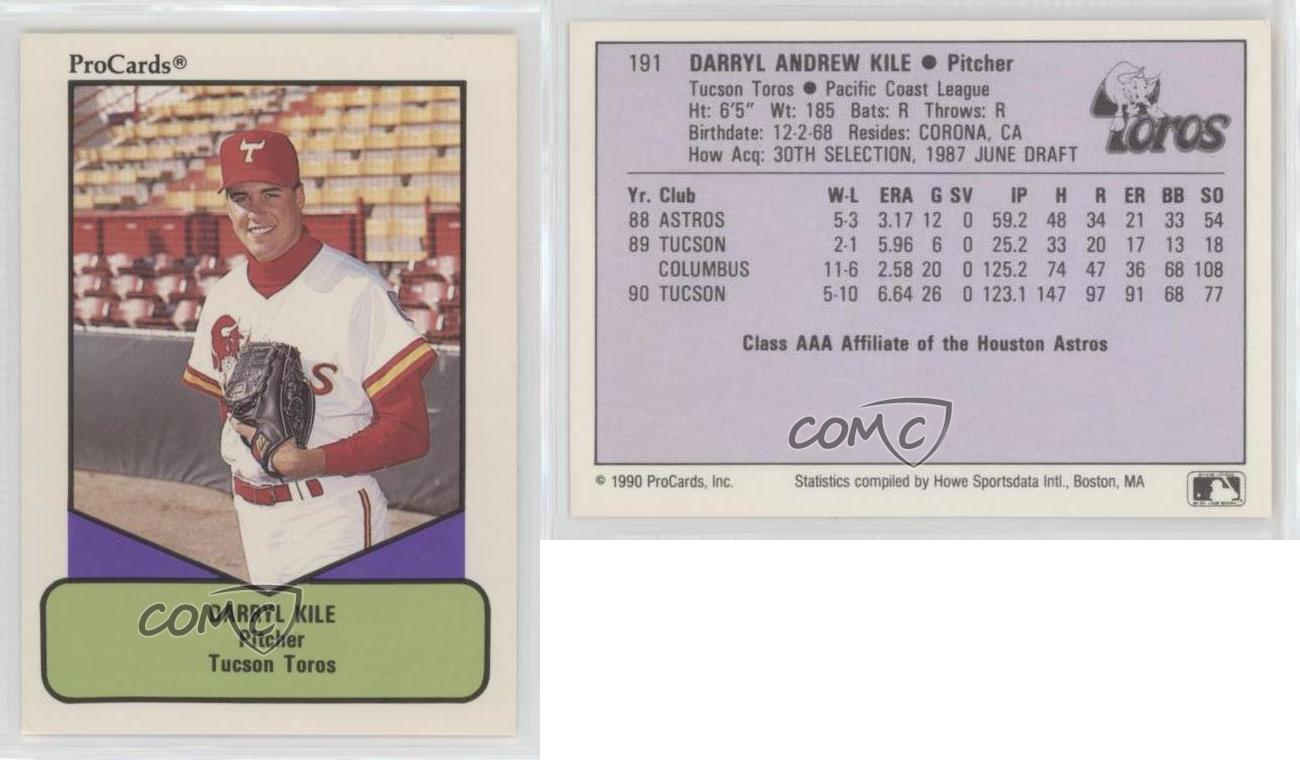 ProCards®
T
S
DARRYL KILE
Pitcher
Tucson Toros
COMC
191 DARRYL ANDREW KILE ● Pitcher
Tucson Toros ● Pacific Coast League
Ht: 6'5" Wt: 185 Bats: R Throws: R
Birthdate: 12-2-68 Resides: CORONA, CA
How Acq: 30TH SELECTION, 1987 JUNE DRAFT
Toros
Yr. Club W-L ERA G SV IP H R ER BB SO
88 ASTROS 5-3 3.17 12 0 59.2 48 34 21 33 54
89 TUCSON 2-1 5.96 6 0 25.2 33 20 17 13 18
COLUMBUS 11-6 2.58 20 0 125.2 74 47 36 68 108
90 TUCSON 5-10 6.64 26 0 123.1 147 97 91 68 77
Class AAA Affiliate of the Houston Astros
COMC
© 1990 ProCards, Inc. Statistics compiled by Howe Sportsdata Intl., Boston, MA